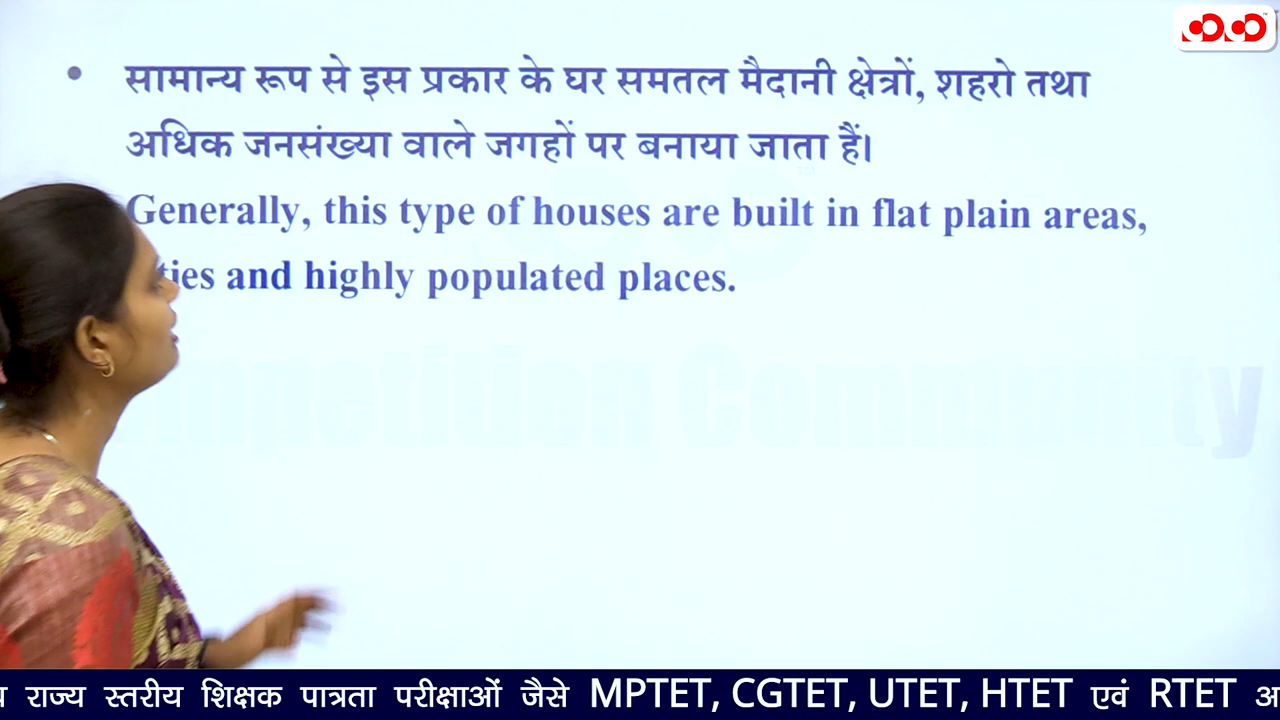 सामान्य रूप से इस प्रकार के घर समतल मैदानी क्षेत्रों, शहरो तथा
अधिक जनसंख्या वाले जगहों पर बनाया जाता हैं।
Generally, this type of houses are built in flat plain areas,
and highly populated places.
Community
राज्य स्तरीय शिक्षक पात्रता परीक्षाओं जैसे MPTET, CGTET, UTET, HTET एवं RTET